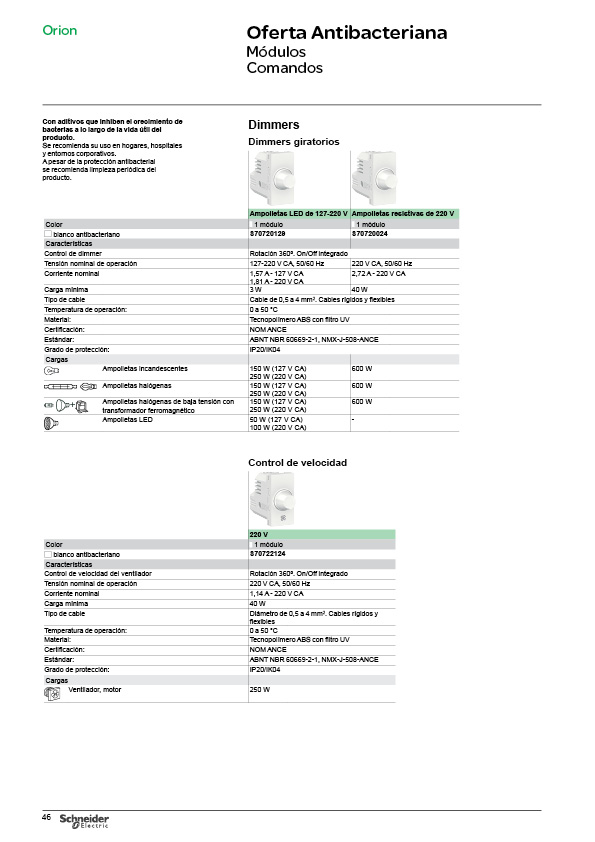 Orion
Oferta Antibacteriana
Módulos
Comandos
Con aditivos que inhiben el crecimiento de
bacterias a lo largo de la vida útil del
producto.
Se recomienda su uso en hogares, hospitales
y entornos corporativos.
A pesar de la protección antibacterial
se recomienda limpieza periódica del
producto.
Dimmers
Dimmers giratorios
Ampolletas LED de 127-220 V Ampolletas resistivas de 220 V
Color 1 módulo 1 módulo
blanco antibacteriano S70720129 S70720024
Características
Control de dimmer Rotación 360º. On/Off integrado
Tensión nominal de operación 127-220 V CA, 50/60 Hz 220 V CA, 50/60 Hz
Corriente nominal 1,57 A - 127 V CA 2,72 A - 220 V CA
1,81 A - 220 V CA
Carga mínima 3 W 40 W
Tipo de cable Cable de 0,5 a 4 mm². Cables rígidos y flexibles
Temperatura de operación: 0 a 50 °C
Material: Tecnopolímero ABS con filtro UV
Certificación: NOM ANCE
Estándar: ABNT NBR 60669-2-1, NMX-J-508-ANCE
Grado de protección: IP20/IK04
Cargas
Ampolletas incandescentes 150 W (127 V CA) 600 W
250 W (220 V CA)
Ampolletas halógenas 150 W (127 V CA) 600 W
250 W (220 V CA)
Ampolletas halógenas de baja tensión con 150 W (127 V CA) 600 W
transformador ferromagnético 250 W (220 V CA)
Ampolletas LED 50 W (127 V CA) -
100 W (220 V CA)
Control de velocidad
220 V
Color 1 módulo
blanco antibacteriano S70722124
Características
Control de velocidad del ventilador Rotación 360º. On/Off integrado
Tensión nominal de operación 220 V CA, 50/60 Hz
Corriente nominal 1,14 A - 220 V CA
Carga mínima 40 W
Tipo de cable Diámetro de 0,5 a 4 mm². Cables rígidos y
flexibles
Temperatura de operación: 0 a 50 °C
Material: Tecnopolímero ABS con filtro UV
Certificación: NOM ANCE
Estándar: ABNT NBR 60669-2-1, NMX-J-508-ANCE
Grado de protección: IP20/IK04
Cargas
Ventilador, motor 250 W
46 Schneider
Electric